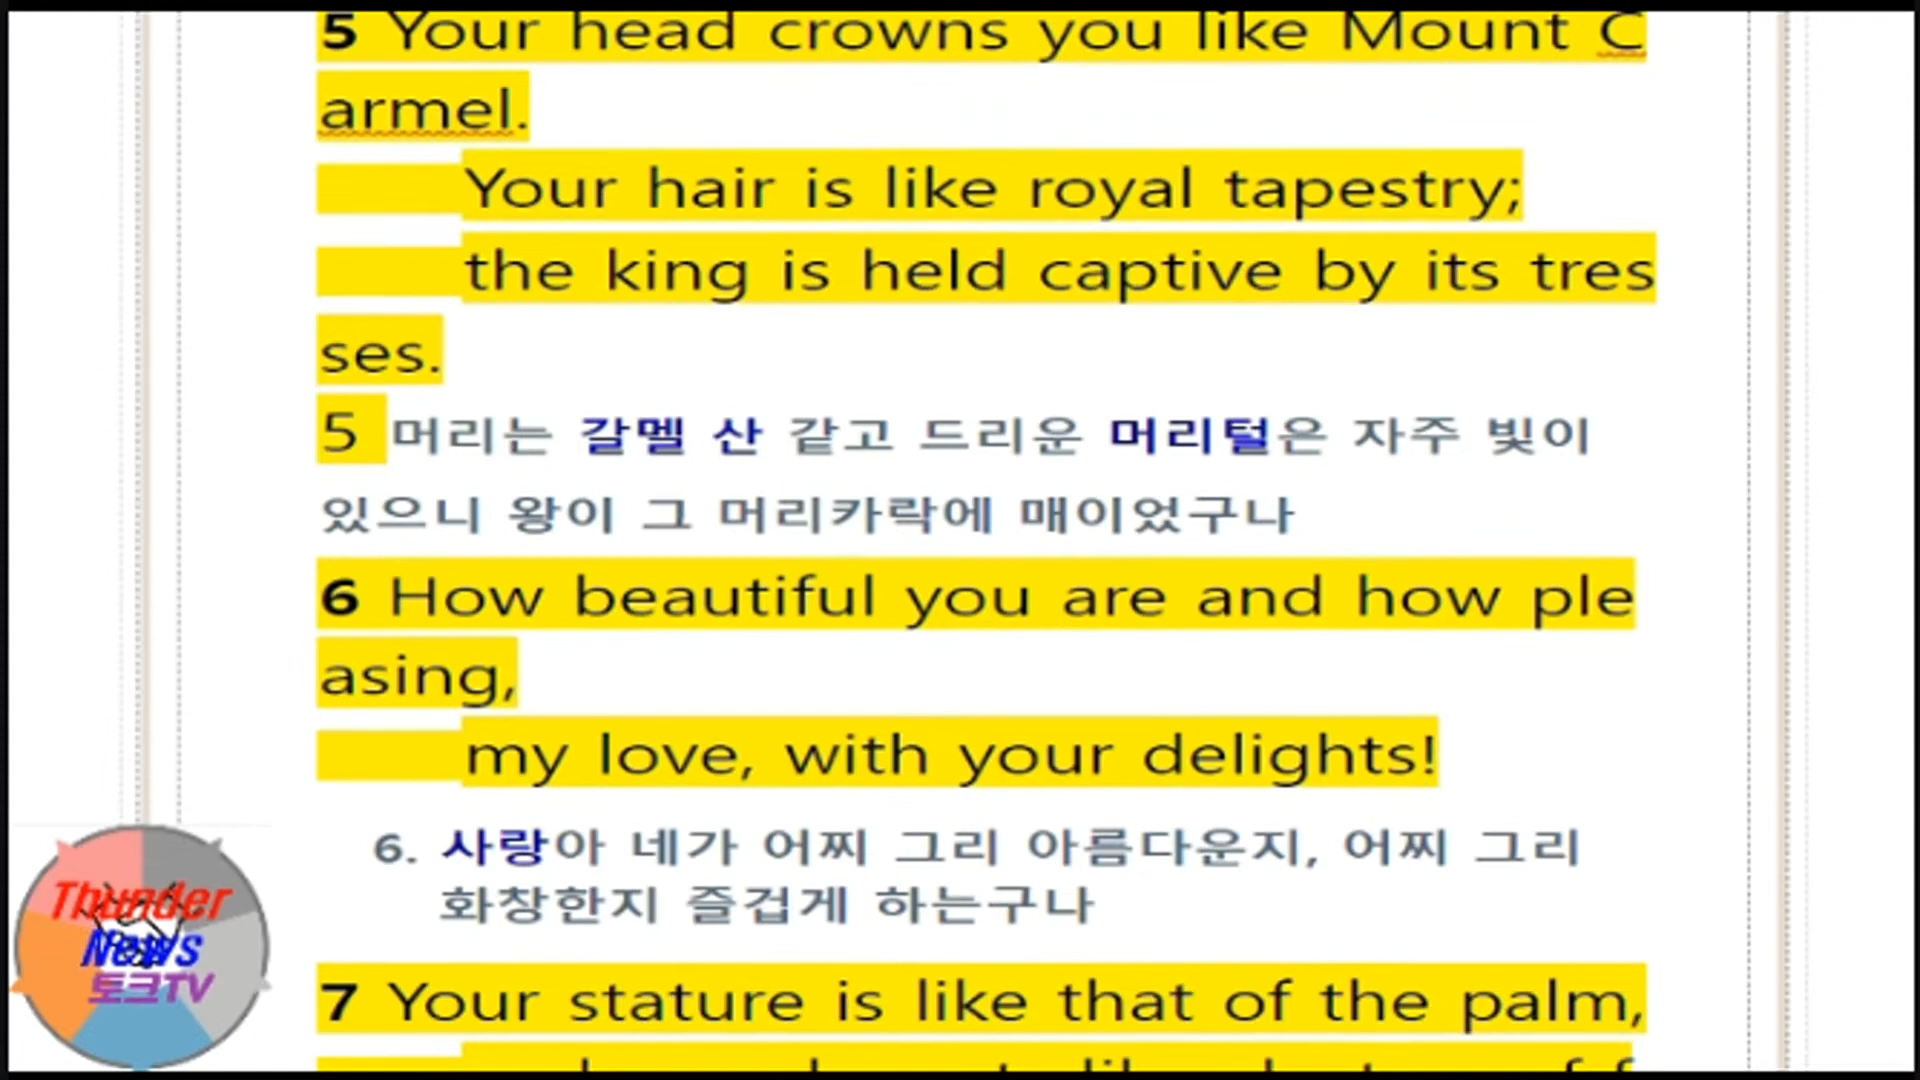 5 Your head crowns you like Mount C
armel.
Your hair is like royal tapestry;
the king is held captive by its tres
ses.
5 머리는 갈멜 산 같고 드리운 머리털은 자주 빛이
있으니 왕이 그 머리카락에 매이었구나
6 How beautiful you are and how ple
asing,
my love, with your delights!
6. 사랑아 네가 어찌 그리 아름다운지, 어찌 그리
화창한지 즐겁게 하는구나
7 Your stature is like that of the palm,
Thunder
News
토크TV